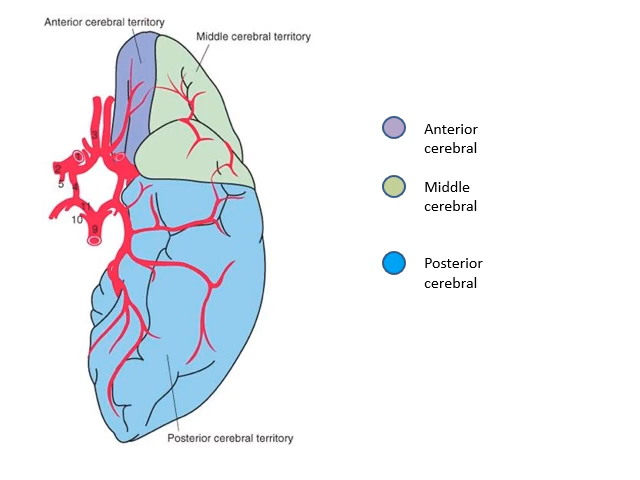 Anterior cerebral territory
Middle cerebral territory
Anterior
cerebral
Middle
cerebral
Posterior
cerebral
3
1
2
5
4
11
10
9
Posterior cerebral territory